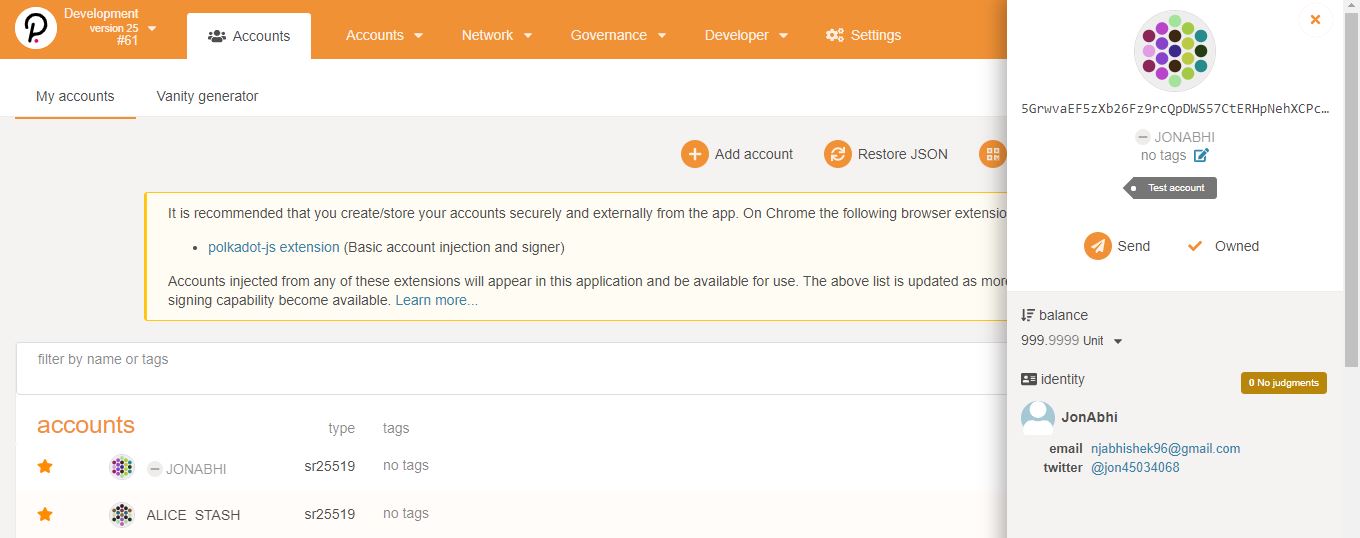 Development
version 25
#61
Accounts
Accounts
Network
Governance
Developer
Settings
My accounts
Vanity generator
Add account
Restore JSON
It is recommended that you create/store your accounts securely and externally from the app. On Chrome the following browser extensio
• polkadot-js extension (Basic account injection and signer)
Accounts injected from any of these extensions will appear in this application and be available for use. The above list is updated as more
signing capability become available. Learn more...
filter by name or tags
accounts type tags
JONABHI sr25519 no tags
ALICE STASH sr25519 no tags
5GrwvaEF5zXb26Fz9rcQpDWS57CtERHpNehXCPc…
JONABHI
no tags
Test account
Send
Owned
balance
999.9999 Unit
identity
0 No judgments
JonAbhi
email njabhishek96@gmail.com
twitter @jon45034068